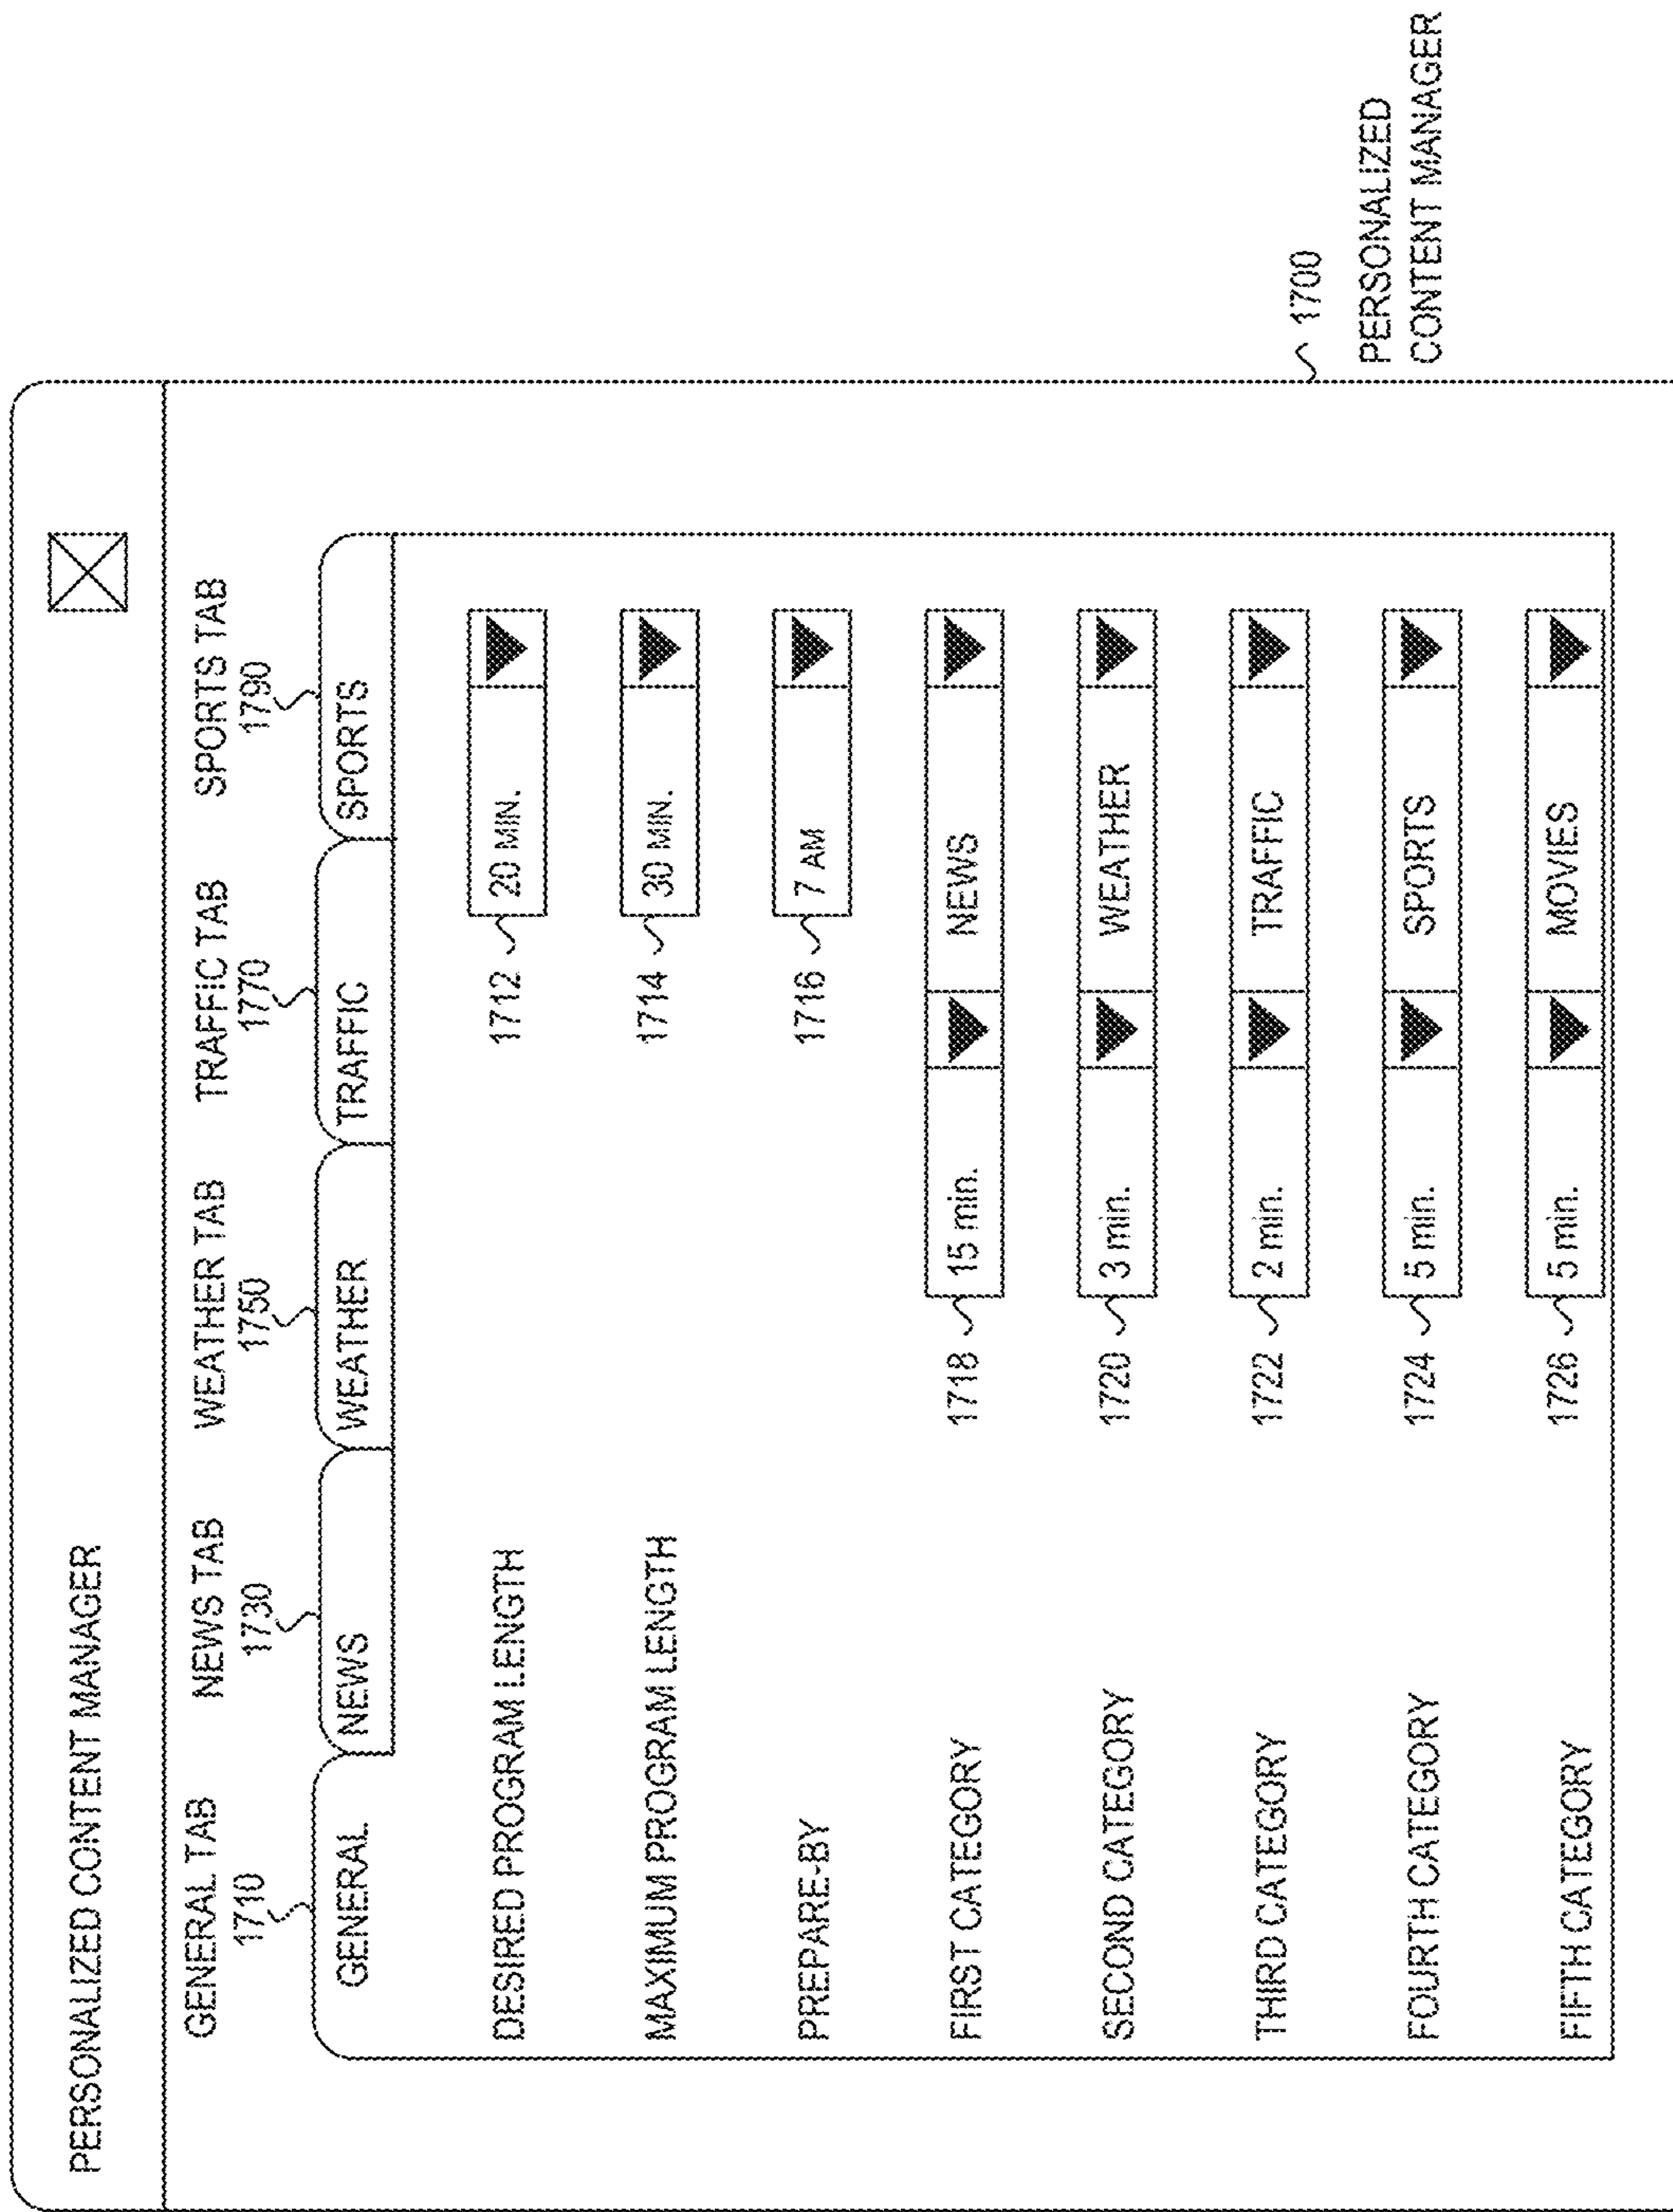 PERSONALIZED CONTENT MANAGER
GENERAL TAB NEWS TAB WEATHER TAB TRAFFIC TAB SPORTS TAB
1710 1730 1750 1770 1790
GENERAL NEWS WEATHER TRAFFIC SPORTS
DESIRED PROGRAM LENGTH 1712 20 MIN.
MAXIMUM PROGRAM LENGTH 1714 30 MIN.
PREPARE-BY 1716 7 AM
FIRST CATEGORY 1718 15 min. NEWS
SECOND CATEGORY 1720 3 min. WEATHER
THIRD CATEGORY 1722 2 min. TRAFFIC
FOURTH CATEGORY 1724 5 min. SPORTS
FIFTH CATEGORY 1726 5 min. MOVIES
1700
PERSONALIZED
CONTENT MANAGER